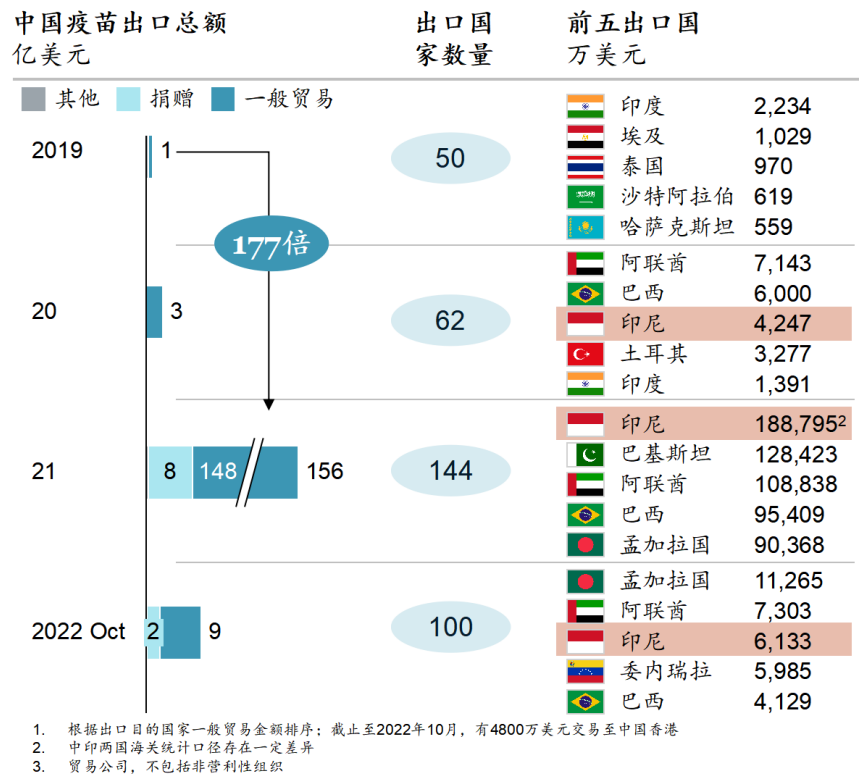 中国疫苗出口总额
亿美元
出口国
家数量
前五出口国
万美元
其他 捐赠 一般贸易
2019 1 50
印度 2,234
埃及 1,029
泰国 970
沙特阿拉伯 619
哈萨克斯坦 559
177倍
20 3 62
阿联酋 7,143
巴西 6,000
印尼 4,247
土耳其 3,277
印度 1,391
21 8 148 156 144
印尼 188,795²
巴基斯坦 128,423
阿联酋 108,838
巴西 95,409
孟加拉国 90,368
2022 Oct 2 9 100
孟加拉国 11,265
阿联酋 7,303
印尼 6,133
委内瑞拉 5,985
巴西 4,129
1. 根据出口目的国家一般贸易金额排序；截止至2022年10月，有4800万美元交易至中国香港
2. 中印两国海关统计口径存在一定差异
3. 贸易公司，不包括非营利性组织